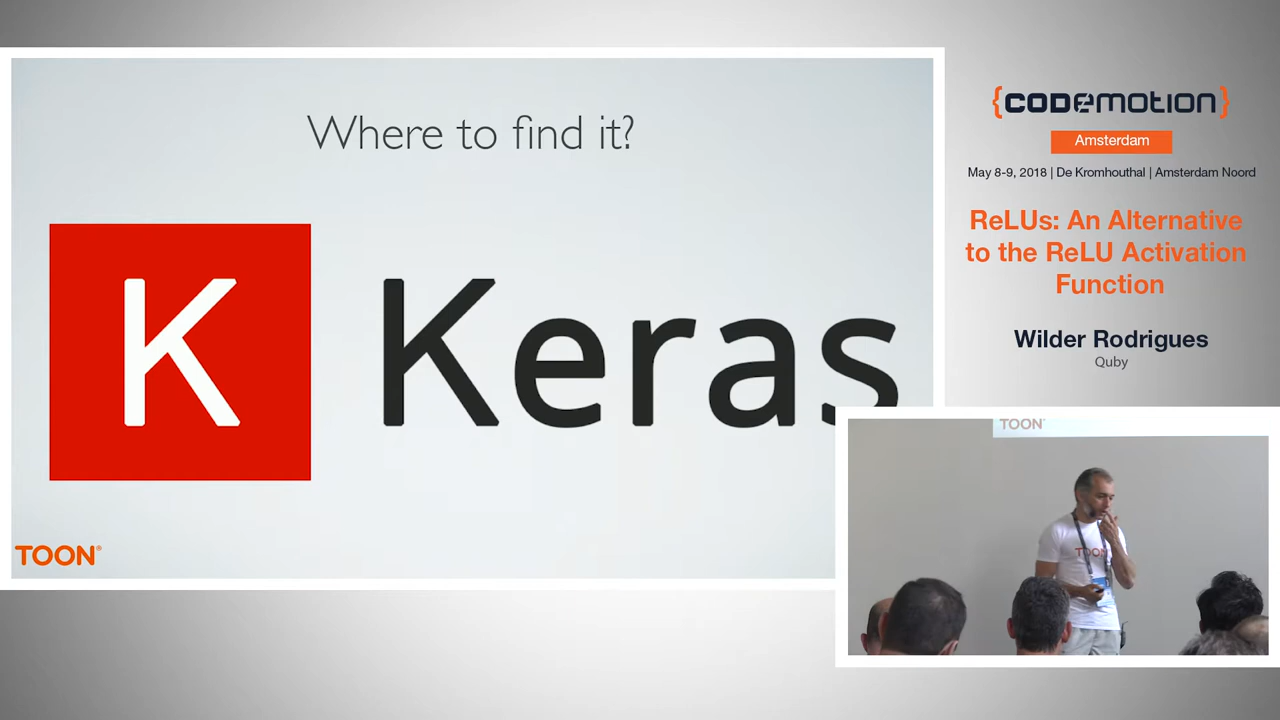 Where to find it?
K Keras
TOON®
{CODEMOTION}
Amsterdam
May 8-9, 2018 | De Kromhouthal | Amsterdam Noord
ReLUs: An Alternative
to the ReLU Activation
Function
Wilder Rodrigues
Quby
TOON®
TOON